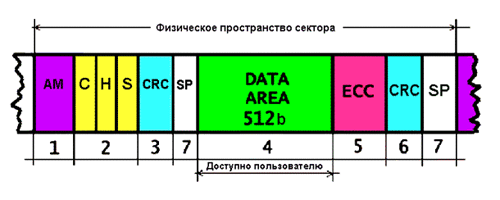 Физическое пространство сектора
AM C H S CRC SP DATA AREA 512b ECC CRC SP
1 2 3 7 4 5 6 7
Доступно пользователю